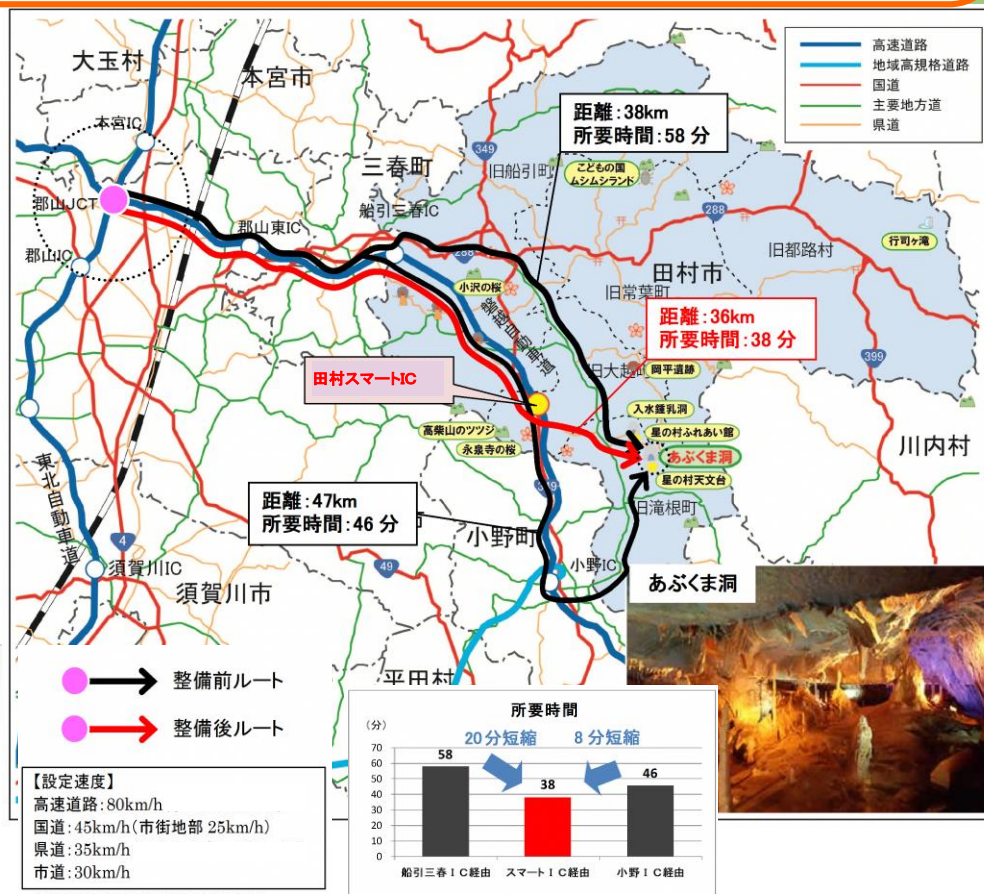 高速道路
地域高規格道路
国道
主要地方道
県道
大玉村
本宮市
本宮IC
郡山JCT
郡山IC
郡山東IC
三春町
船引三春IC
349
旧船引町
こどもの国
ムシムシランド
距離:38km
所要時間:58分
288
288
行司ヶ滝
旧都路村
田村市
旧常葉町
小沢の桜
磐越自動車道
距離:36km
所要時間:38分
399
旧大越町
岡平遺跡
田村スマートIC
入水鍾乳洞
星の村ふれあい館
あぶくま洞
星の村天文台
高柴山のツツジ
永泉寺の桜
川内村
旧滝根町
距離:47km
所要時間:46分
349
小野町
小野IC
東北自動車道
4
49
須賀川IC
須賀川市
平田村
あぶくま洞
整備前ルート
整備後ルート
【設定速度】
高速道路:80km/h
国道:45km/h(市街地部 25km/h)
県道:35km/h
市道:30km/h
所要時間
(分)
20分短縮
8分短縮
70
60
50
40
30
20
10
0
58
38
46
船引三春IC経由
スマートIC経由
小野IC経由